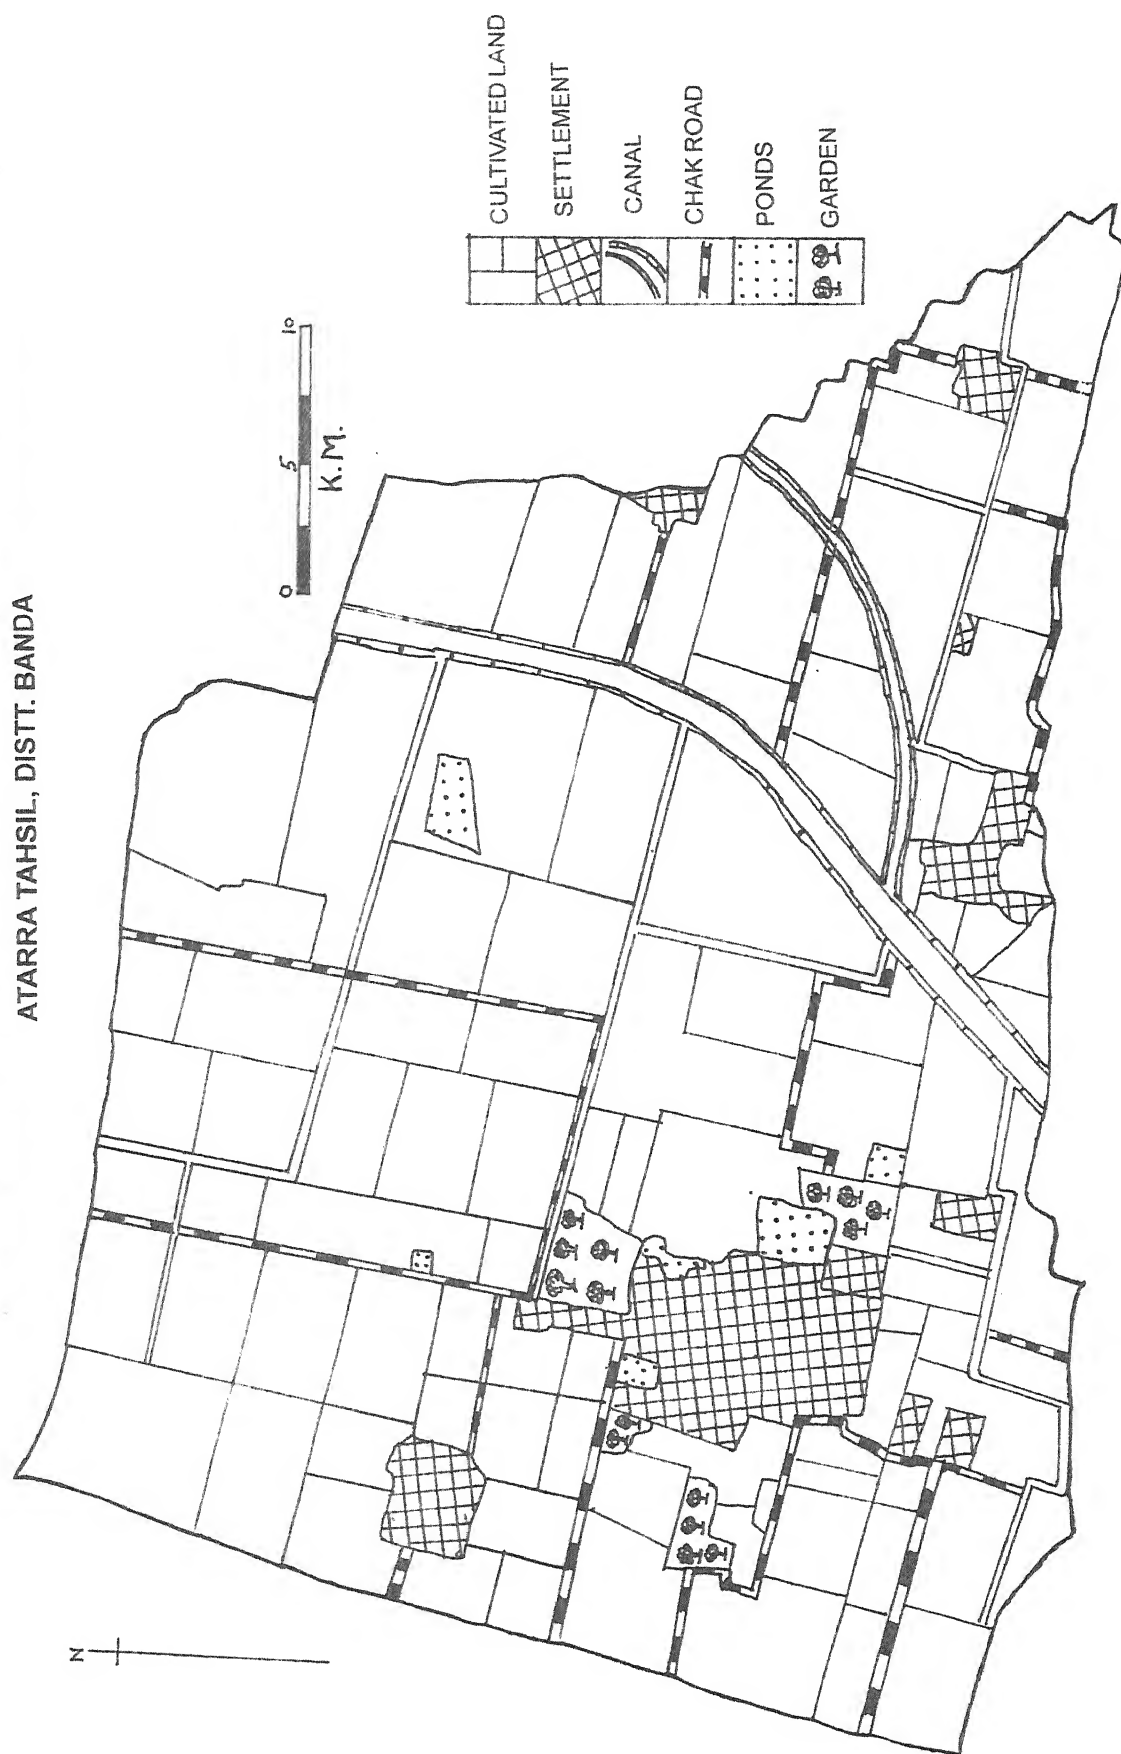 ATARRA TAHSIL, DISTT. BANDA
N
0 5 10
K.M.
CULTIVATED LAND
SETTLEMENT
CANAL
CHAK ROAD
PONDS
GARDEN